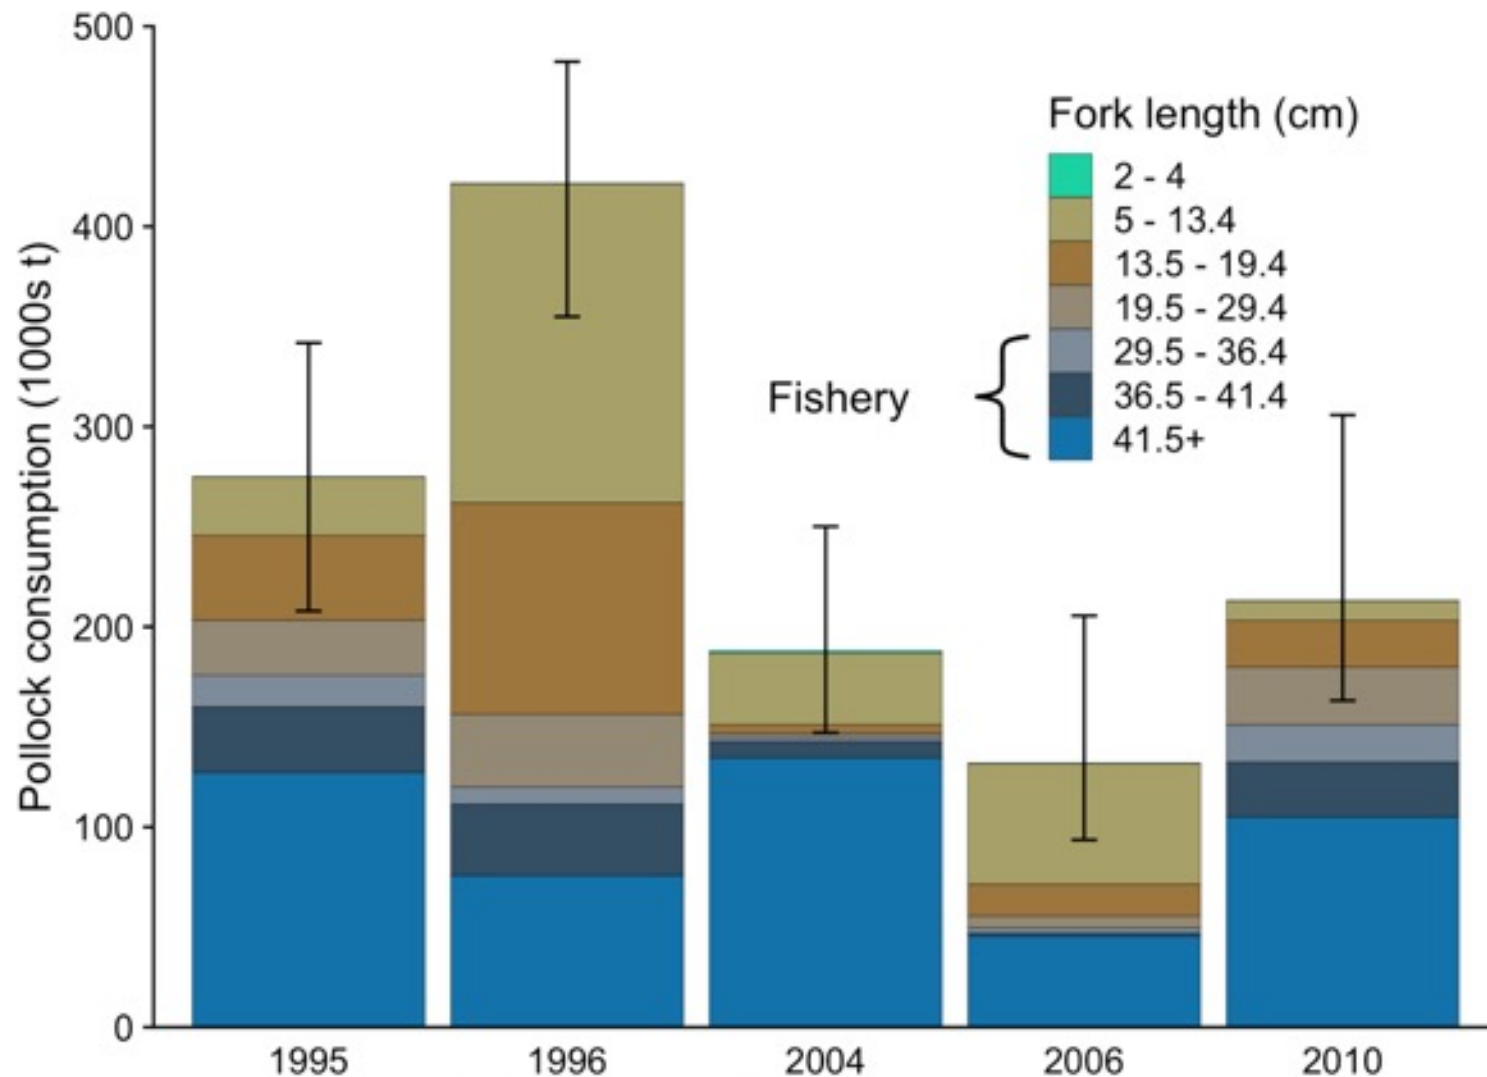 Pollock consumption (1000s t)
500
400
300
200
100
0
1995 1996 2004 2006 2010
Fork length (cm)
2 - 4
5 - 13.4
13.5 - 19.4
19.5 - 29.4
29.5 - 36.4
36.5 - 41.4
41.5+
Fishery